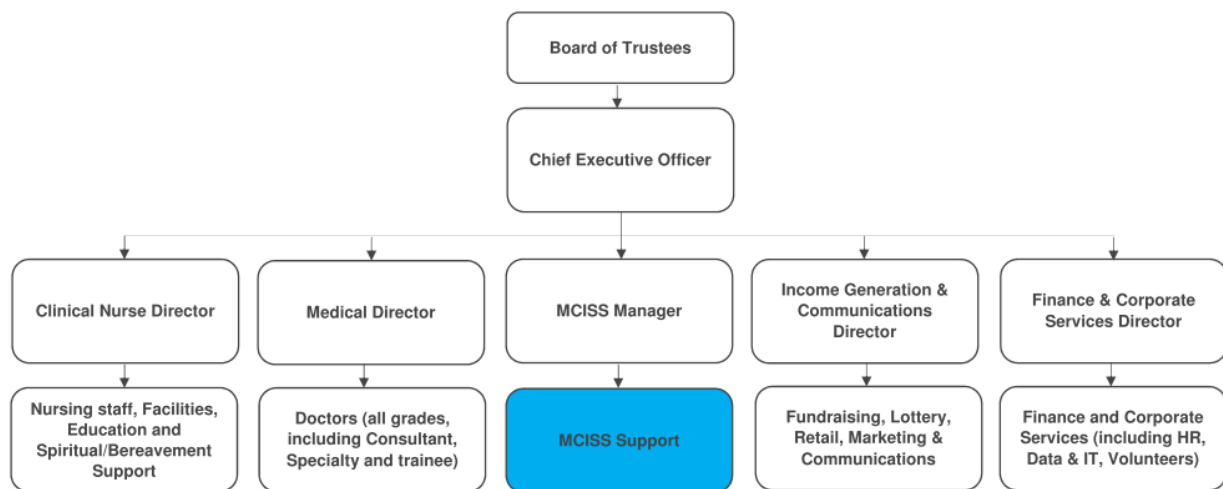 Board of Trustees
Chief Executive Officer
Clinical Nurse Director
Medical Director
MCISS Manager
Income Generation &
Communications
Director
Finance & Corporate
Services Director
Nursing staff, Facilities,
Education and
Spiritual/Bereavement
Support
Doctors (all grades,
including Consultant,
Specialty and trainee)
MCISS Support
Fundraising, Lottery,
Retail, Marketing &
Communications
Finance and Corporate
Services (including HR,
Data & IT, Volunteers)